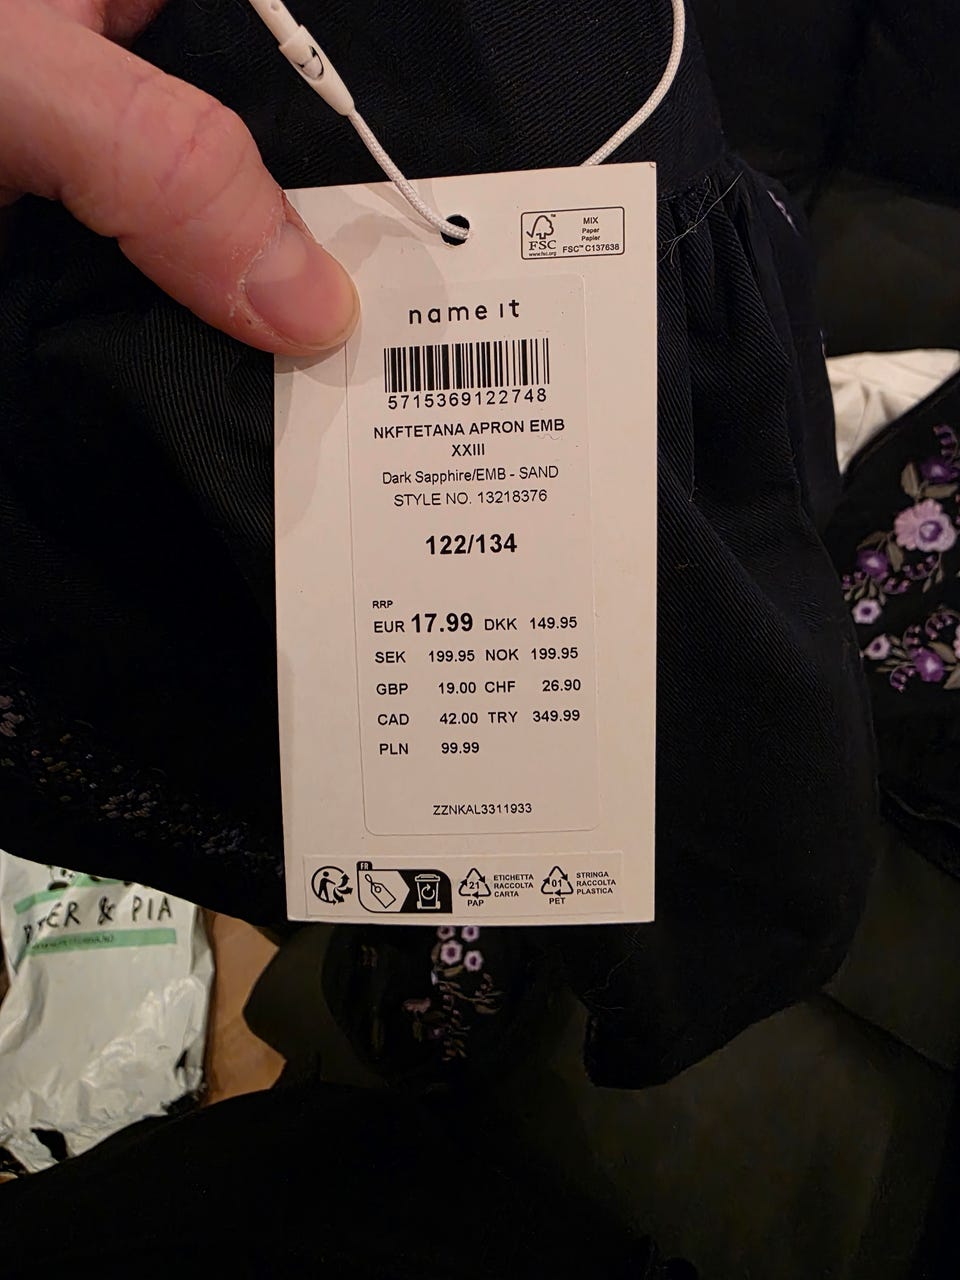 FSC
www.fsc.org
MIX
Paper
Papier
FSC™ C137638
name it
5715369122748
NKFTETANA APRON EMB
XXIII
Dark Sapphire/EMB - SAND
STYLE NO. 13218376
122/134
RRP
EUR 17.99 DKK 149.95
SEK 199.95 NOK 199.95
GBP 19.00 CHF 26.90
CAD 42.00 TRY 349.99
PLN 99.99
ZZNKAL3311933
FR
21
PAP
ETICHETTA
RACCOLTA
CARTA
01
PET
STRINGA
RACCOLTA
PLASTICA
ER & PIA